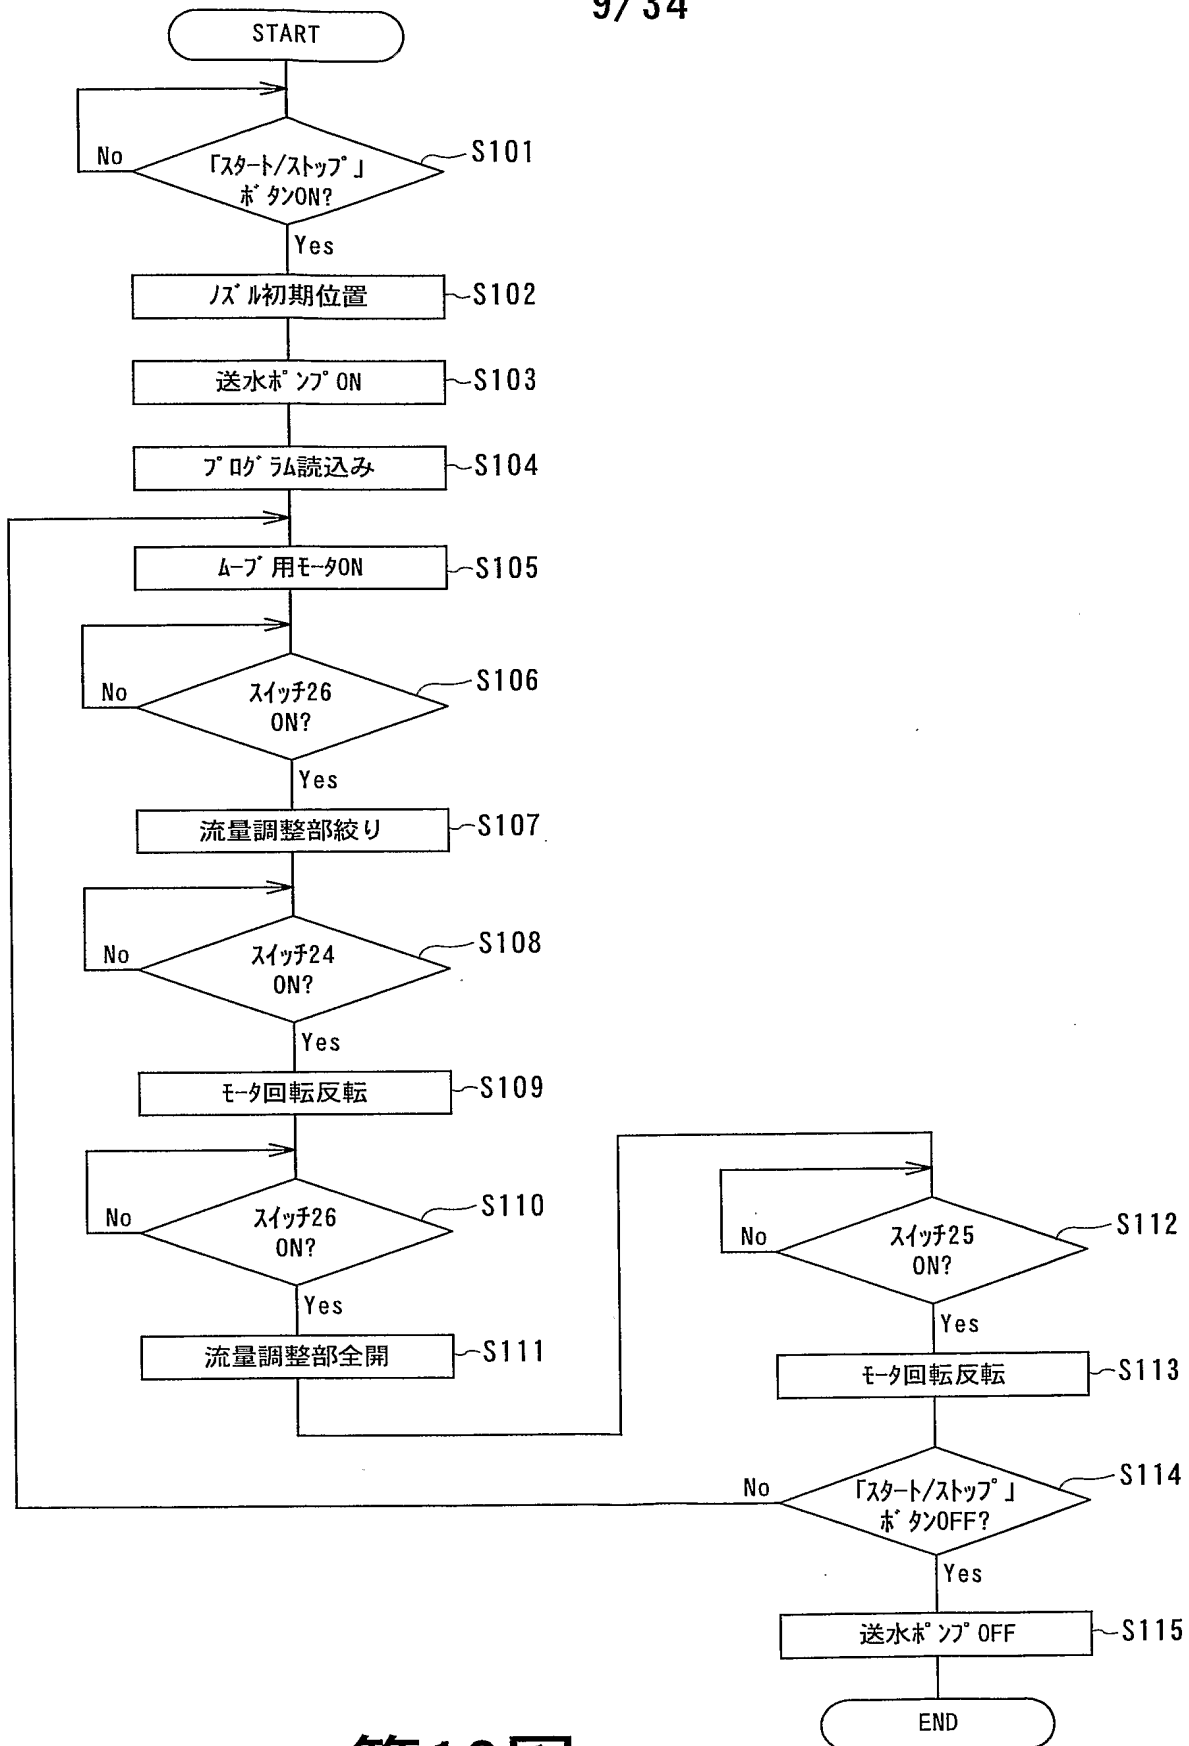 9/34
START
No
「スタート/ストップ」
ボタンON?
S101
Yes
ノズル初期位置
S102
送水ポンプON
S103
プログラム読込み
S104
ムーブ用モータON
S105
No
スイッチ26
ON?
S106
Yes
流量調整部絞り
S107
No
スイッチ24
ON?
S108
Yes
モータ回転反転
S109
No
スイッチ26
ON?
S110
Yes
流量調整部全開
S111
No
スイッチ25
ON?
S112
Yes
モータ回転反転
S113
No
「スタート/ストップ」
ボタンOFF?
S114
Yes
送水ポンプOFF
S115
END